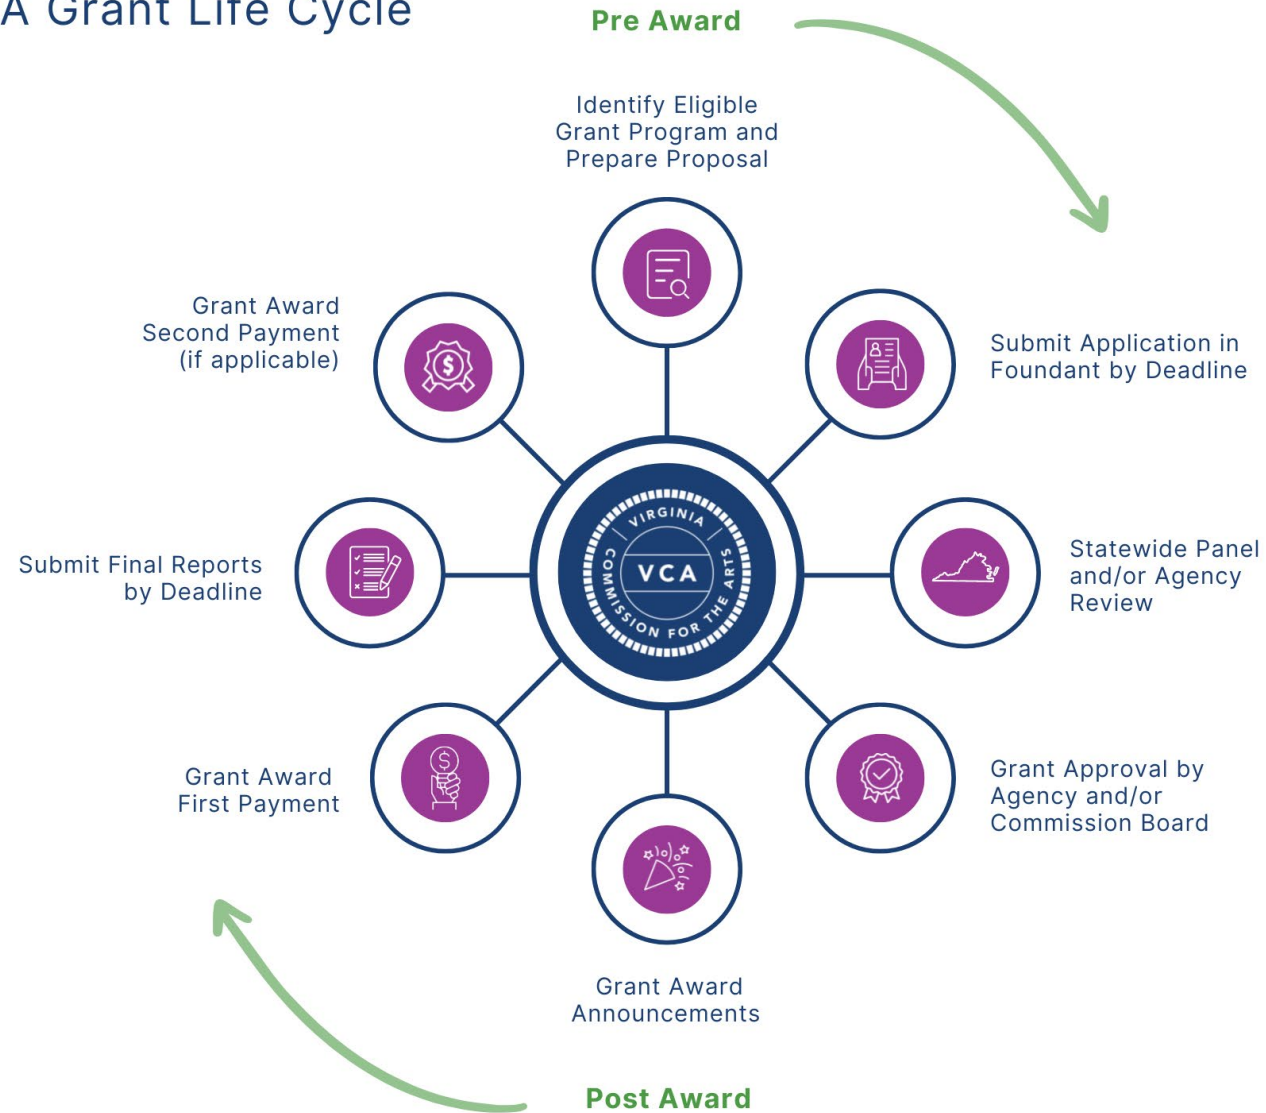 A Grant Life Cycle
Pre Award
Identify Eligible
Grant Program and
Prepare Proposal
Submit Application in
Foundant by Deadline
Statewide Panel
and/or Agency
Review
Grant Approval by
Agency and/or
Commission Board
Grant Award
Announcements
Post Award
Grant Award
First Payment
Submit Final Reports
by Deadline
Grant Award
Second Payment
(if applicable)
VIRGINIA
VCA
COMMISSION FOR THE ARTS
$
$